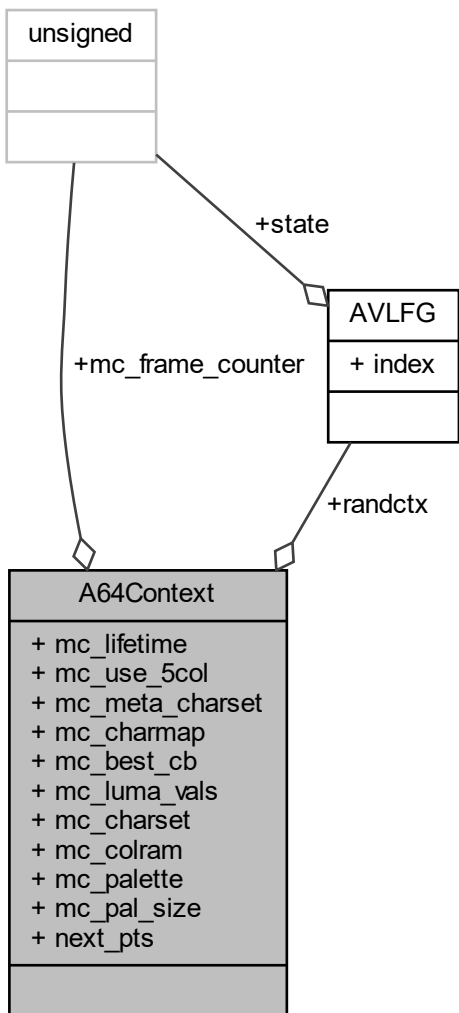 unsigned
+state
AVLFG
+ index
+mc_frame_counter
+randctx
A64Context
+ mc_lifetime
+ mc_use_5col
+ mc_meta_charset
+ mc_charmap
+ mc_best_cb
+ mc_luma_vals
+ mc_charset
+ mc_colram
+ mc_palette
+ mc_pal_size
+ next_pts